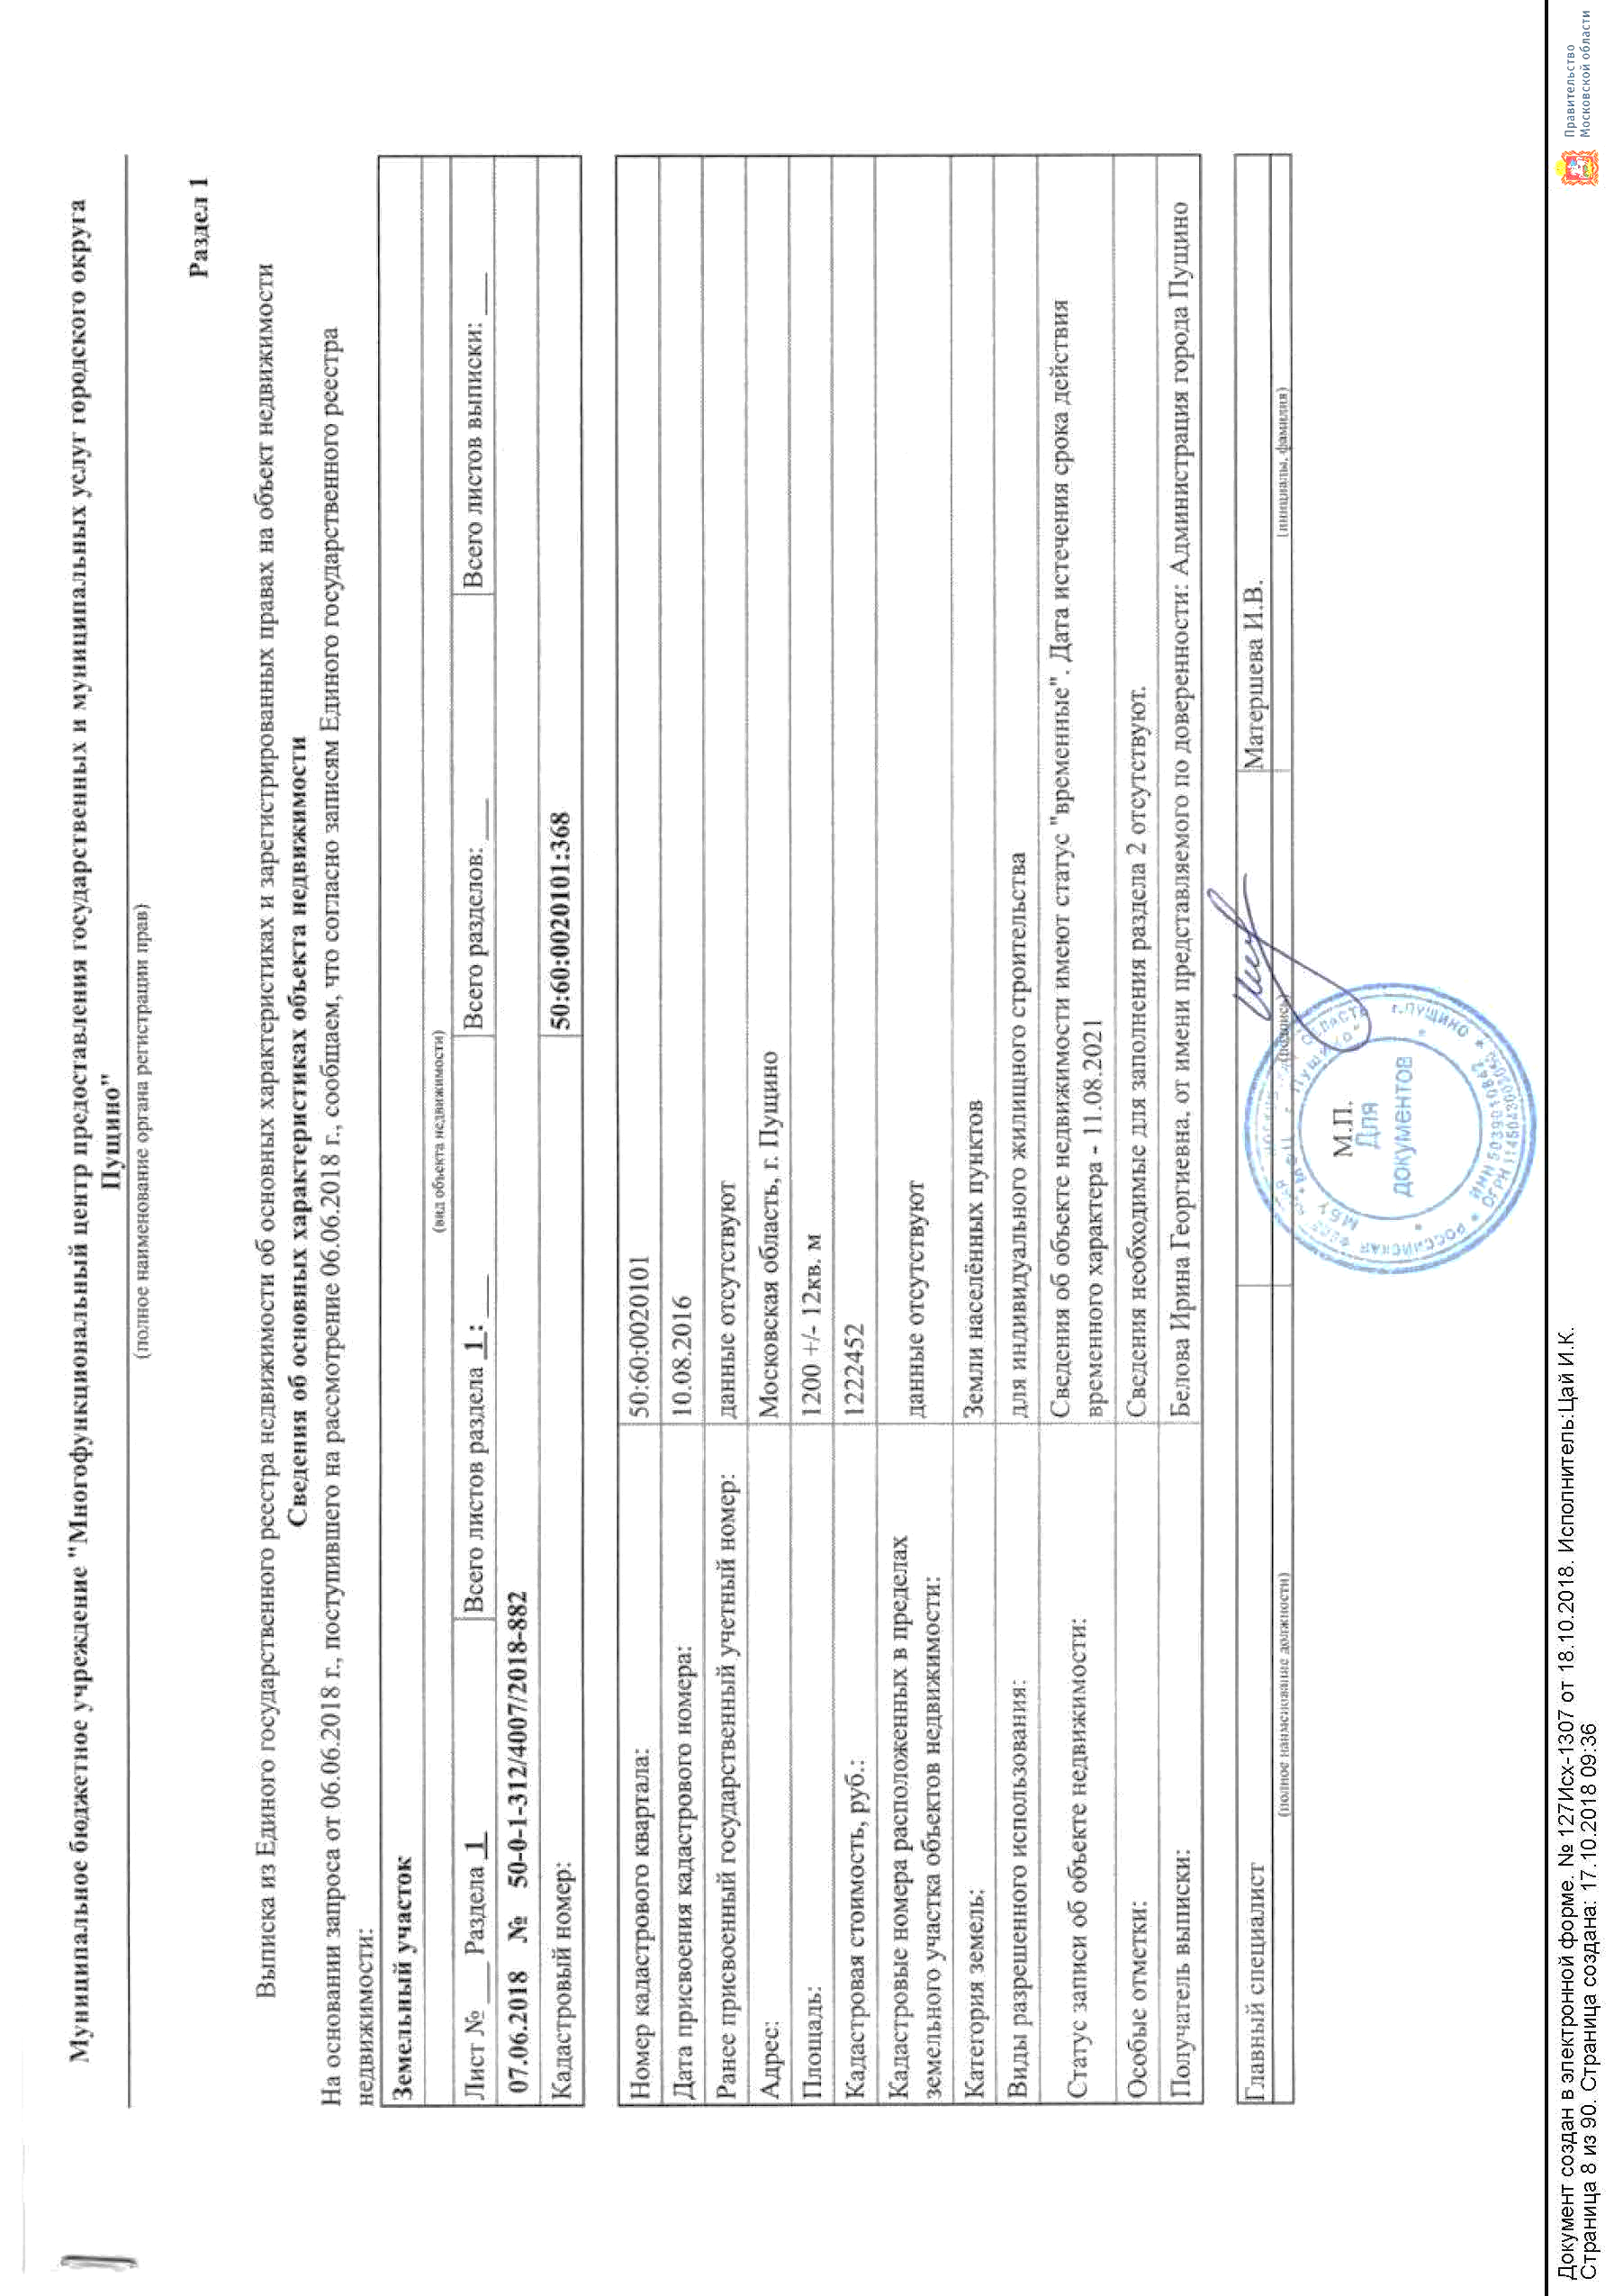 Муниципальное бюджетное учреждение "Многофункциональный центр предоставления государственных и муниципальных услуг городского округа
Пущино"
(полное наименование органа регистрации прав)
Раздел 1
Выписка из Единого государственного реестра недвижимости об основных характеристиках и зарегистрированных правах на объект недвижимости
Сведения об основных характеристиках объекта недвижимости
На основании запроса от 06.06.2018 г., поступившего на рассмотрение 06.06.2018 г., сообщаем, что согласно записям Единого государственного реестра
недвижимости:
Земельный участок
(вид объекта недвижимости)
Лист № ___ Раздела 1 Всего листов раздела 1: ___ Всего разделов: ___ Всего листов выписки: ___
07.06.2018 № 50-0-1-312/4007/2018-882
Кадастровый номер: 50:60:0020101:368
Номер кадастрового квартала: 50:60:0020101
Дата присвоения кадастрового номера: 10.08.2016
Ранее присвоенный государственный учетный номер: данные отсутствуют
Адрес: Московская область, г. Пущино
Площадь: 1200 +/- 12кв. м
Кадастровая стоимость, руб.: 1222452
Кадастровые номера расположенных в пределах
земельного участка объектов недвижимости: данные отсутствуют
Категория земель: Земли населённых пунктов
Виды разрешенного использования: для индивидуального жилищного строительства
Статус записи об объекте недвижимости: Сведения об объекте недвижимости имеют статус "временные". Дата истечения срока действия
временного характера - 11.08.2021
Особые отметки: Сведения необходимые для заполнения раздела 2 отсутствуют.
Получатель выписки: Белова Ирина Георгиевна, от имени представляемого по доверенности: Администрация города Пущино
Главный специалист Матершева И.В.
(полное наименование должности) (подпись) (инициалы, фамилия)
М.П.
Для
документов
МБУ "МФЦ г. Пущино"
РОССИЙСКАЯ
г.ПУЩИНО
ИНН 5039010842
Документ создан в электронной форме. № 127Исх-1307 от 18.10.2018. Исполнитель:Цай И.К.
Страница 8 из 90. Страница создана: 17.10.2018 09:36
Правительство
Московской области